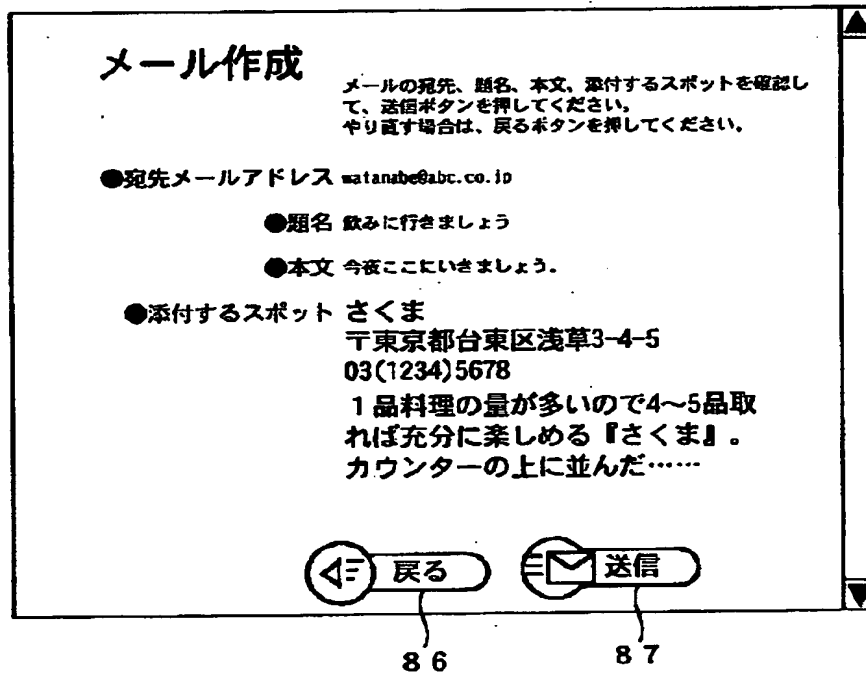 メール作成
メールの宛先、題名、本文、添付するスポットを確認し
て、送信ボタンを押してください。
やり直す場合は、戻るボタンを押してください。
●宛先メールアドレス watanabe@abc.co.jp
●題名 飲みに行きましょう
●本文 今夜ここにいきましょう.
●添付するスポット さくま
〒東京都台東区浅草3-4-5
03(1234)5678
1品料理の量が多いので4〜5品取
れば充分に楽しめる『さくま』.
カウンターの上に並んだ……
戻る 送信
86 87